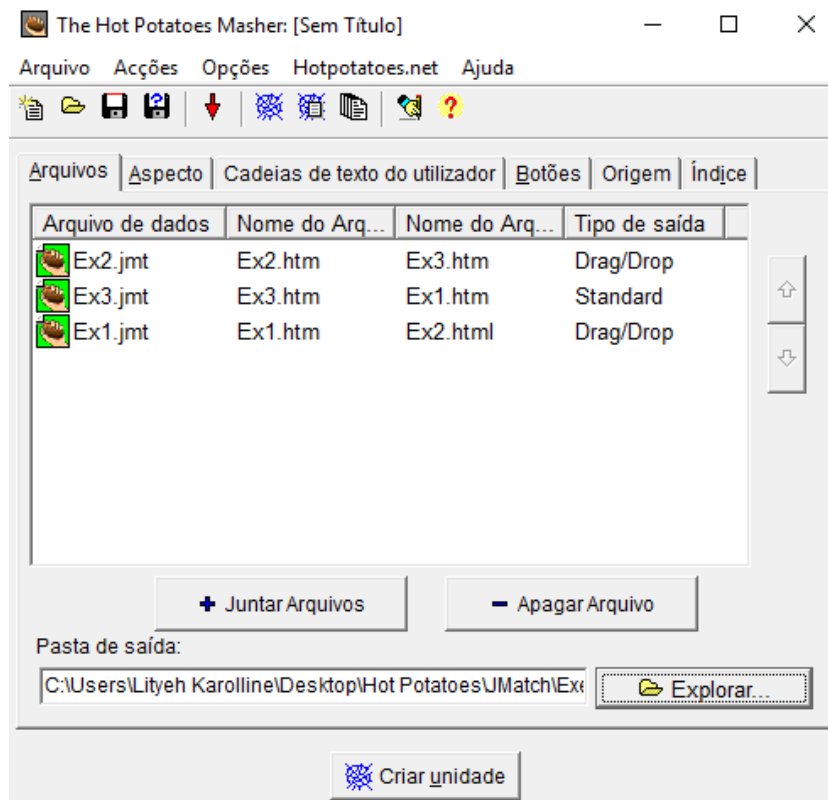 The Hot Potatoes Masher: [Sem Título]
Arquivo Acções Opções Hotpotatoes.net Ajuda
Arquivos Aspecto Cadeias de texto do utilizador Botões Origem Índice
Arquivo de dados Nome do Arq... Nome do Arq... Tipo de saída
Ex2.jmt Ex2.htm Ex3.htm Drag/Drop
Ex3.jmt Ex3.htm Ex1.htm Standard
Ex1.jmt Ex1.htm Ex2.html Drag/Drop
+ Juntar Arquivos - Apagar Arquivo
Pasta de saída:
C:\Users\Lityeh Karolline\Desktop\Hot Potatoes\JMatch\Exe Explorar...
Criar unidade